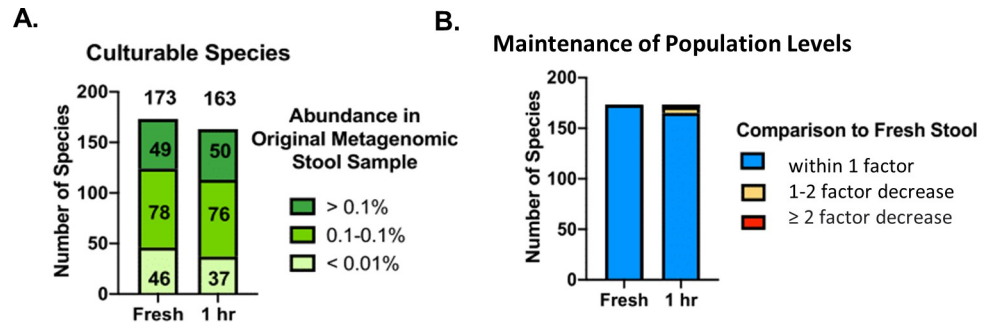 A.
Culturable Species
Number of Species
200
150
100
50
0
173
163
49
50
78
76
46
37
Fresh
1 hr
Abundance in
Original Metagenomic
Stool Sample
> 0.1%
0.1-0.1%
< 0.01%
B.
Maintenance of Population Levels
Number of Species
200
150
100
50
0
Fresh
1 hr
Comparison to Fresh Stool
within 1 factor
1-2 factor decrease
≥ 2 factor decrease